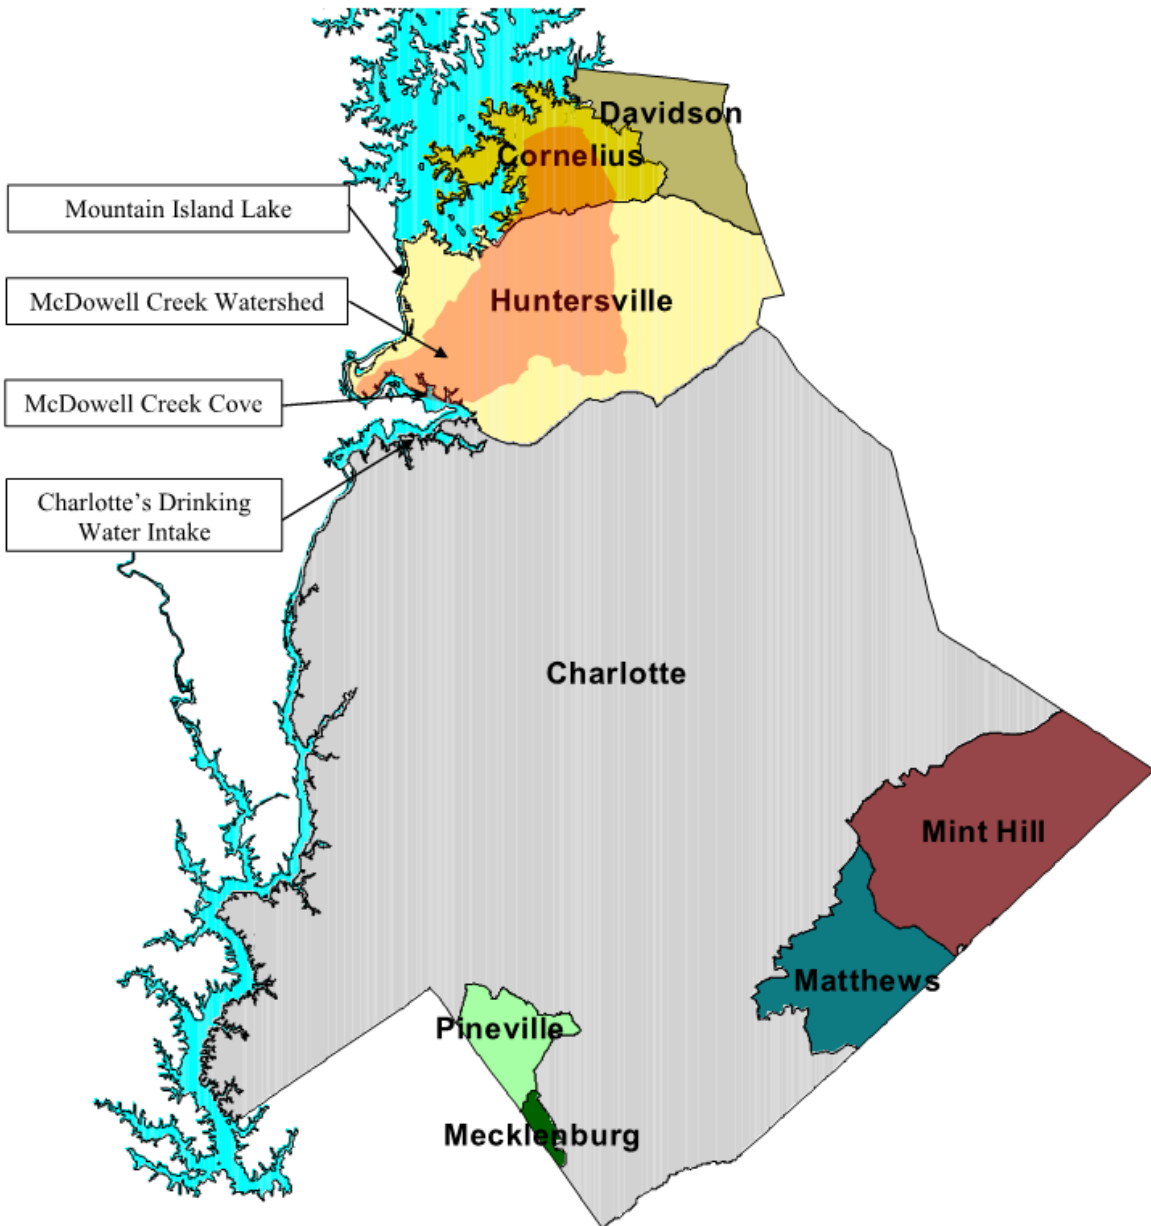 Davidson
Cornelius
Mountain Island Lake
McDowell Creek Watershed
Huntersville
McDowell Creek Cove
Charlotte's Drinking
Water Intake
Charlotte
Mint Hill
Matthews
Pineville
Mecklenburg